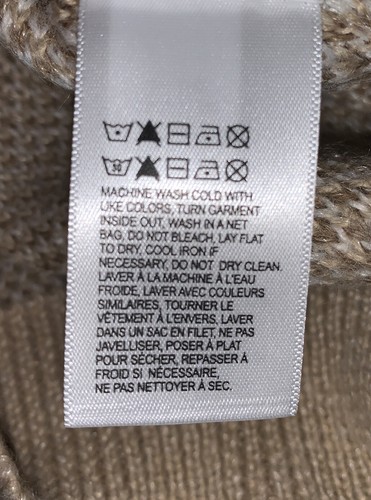 30
MACHINE WASH COLD WITH
LIKE COLORS, TURN GARMENT
INSIDE OUT, WASH IN A NET
BAG, DO NOT BLEACH, LAY FLAT
TO DRY, COOL IRON IF
NECESSARY, DO NOT DRY CLEAN.
LAVER À LA MACHINE À L'EAU
FROIDE, LAVER AVEC COULEURS
SIMILAIRES, TOURNER LE
VÊTEMENT À L'ENVERS, LAVER
DANS UN SAC EN FILET, NE PAS
JAVELLISER, POSER À PLAT
POUR SÉCHER, REPASSER À
FROID SI NÉCESSAIRE,
NE PAS NETTOYER À SEC.